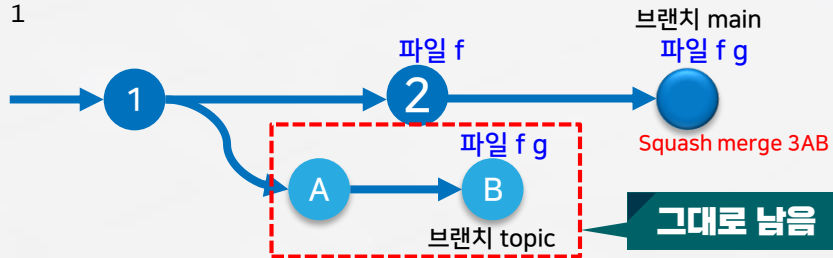 1
브랜치 main
파일 f
파일 f g
1
2
Squash merge 3AB
파일 f g
A
B
그대로 남음
브랜치 topic